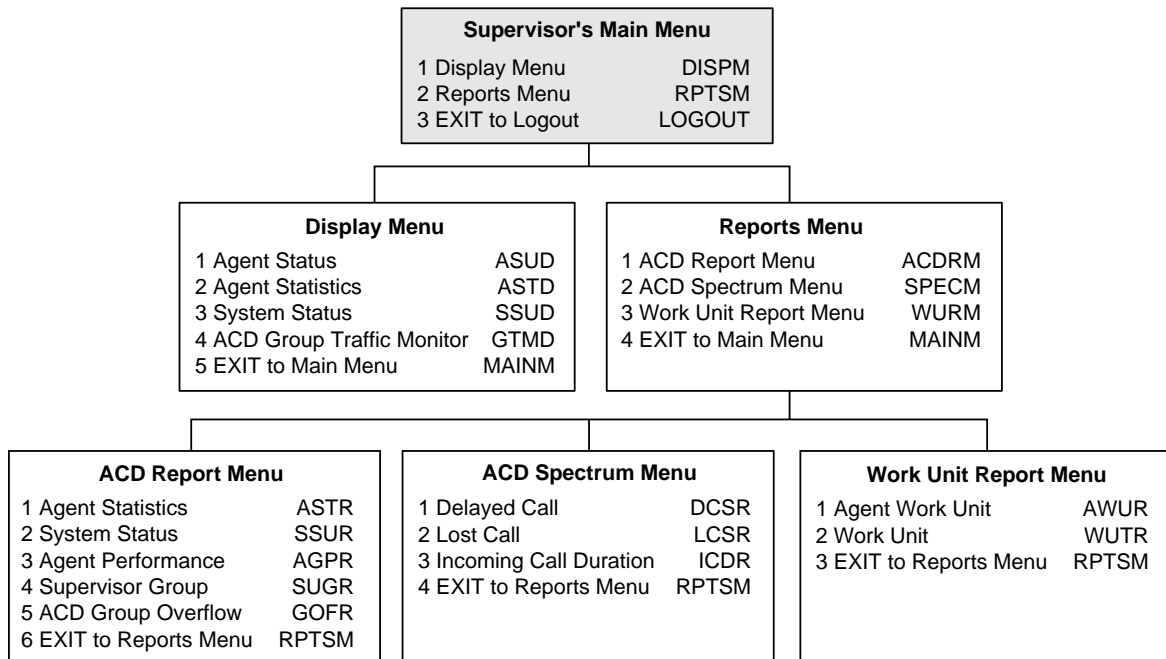 Supervisor's Main Menu
1 Display Menu DISPM
2 Reports Menu RPTSM
3 EXIT to Logout LOGOUT
Display Menu
1 Agent Status ASUD
2 Agent Statistics ASTD
3 System Status SSUD
4 ACD Group Traffic Monitor GTMD
5 EXIT to Main Menu MAINM
Reports Menu
1 ACD Report Menu ACDRM
2 ACD Spectrum Menu SPECM
3 Work Unit Report Menu WURM
4 EXIT to Main Menu MAINM
ACD Report Menu
1 Agent Statistics ASTR
2 System Status SSUR
3 Agent Performance AGPR
4 Supervisor Group SUGR
5 ACD Group Overflow GOFR
6 EXIT to Reports Menu RPTSM
ACD Spectrum Menu
1 Delayed Call DCSR
2 Lost Call LCSR
3 Incoming Call Duration ICDR
4 EXIT to Reports Menu RPTSM
Work Unit Report Menu
1 Agent Work Unit AWUR
2 Work Unit WUTR
3 EXIT to Reports Menu RPTSM